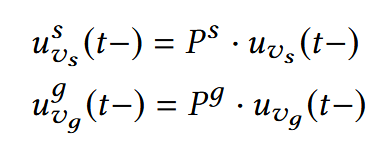 u^s_{v_s}(t−) = P^s · u_{v_s}(t−)
u^g_{v_g}(t−) = P^g · u_{v_g}(t−)